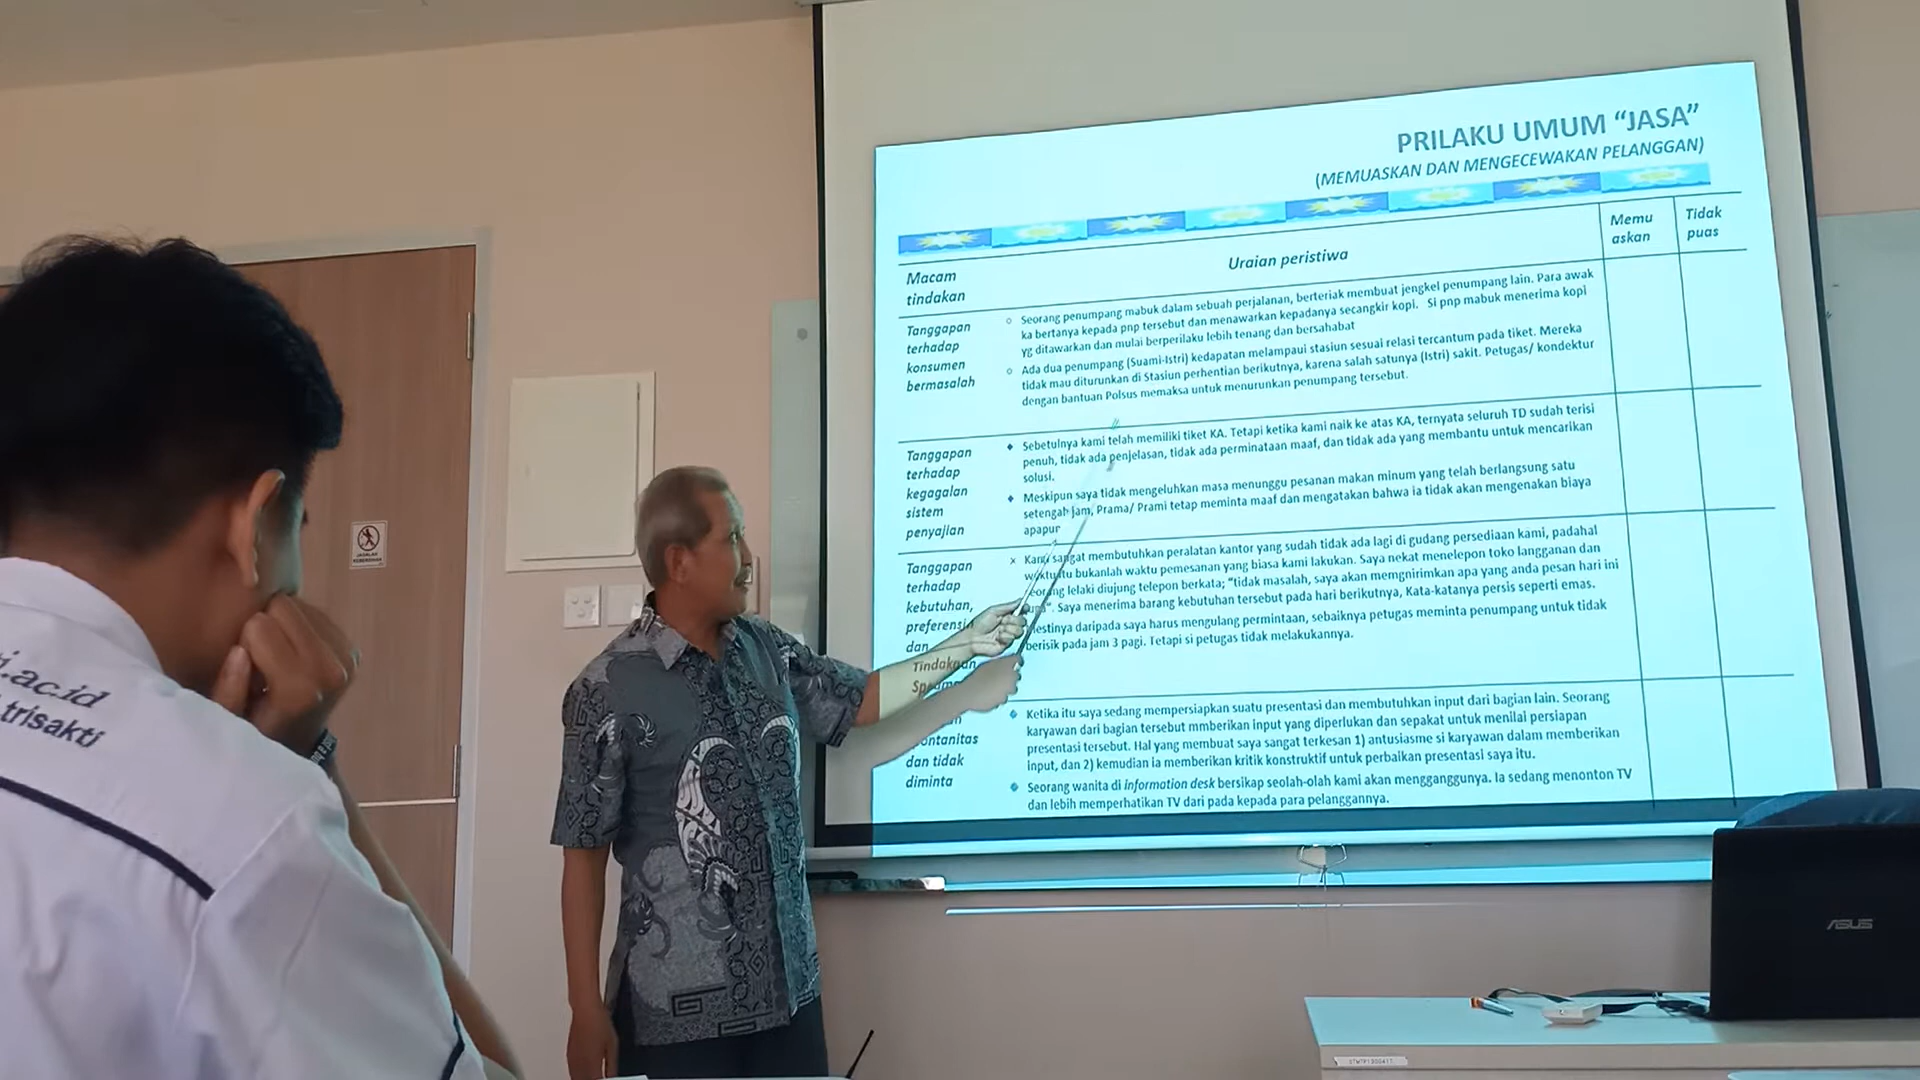 PRILAKU UMUM “JASA”
(MEMUASKAN DAN MENGECEWAKAN PELANGGAN)
Macam
tindakan
Uraian peristiwa
Memu
askan
Tidak
puas
Tanggapan
terhadap
konsumen
bermasalah
Seorang penumpang mabuk dalam sebuah perjalanan, berteriak membuat jengkel penumpang lain. Para awak
ka bertanya kepada pnp tersebut dan menawarkan kepadanya secangkir kopi. Si pnp mabuk menerima kopi
yg ditawarkan dan mulai berperilaku lebih tenang dan bersahabat
Ada dua penumpang (Suami-Istri) kedapatan melampaui stasiun sesuai relasi tercantum pada tiket. Mereka
tidak mau diturunkan di Stasiun perhentian berikutnya, karena salah satunya (Istri) sakit. Petugas/ kondektur
dengan bantuan Polsus memaksa untuk menurunkan penumpang tersebut.
Tanggapan
terhadap
kegagalan
sistem
penyajian
Sebetulnya kami telah memiliki tiket KA. Tetapi ketika kami naik ke atas KA, ternyata seluruh TD sudah terisi
penuh, tidak ada penjelasan, tidak ada perminataan maaf, dan tidak ada yang membantu untuk mencarikan
solusi.
Meskipun saya tidak mengeluhkan masa menunggu pesanan makan minum yang telah berlangsung satu
setengah jam, Prama/ Prami tetap meminta maaf dan mengatakan bahwa ia tidak akan mengenakan biaya
apapun
Tanggapan
terhadap
kebutuhan,
preferensi
dan
Tindakan
x Kami sangat membutuhkan peralatan kantor yang sudah tidak ada lagi di gudang persediaan kami, padahal
bukanlah waktu pemesanan yang biasa kami lakukan. Saya nekat menelepon toko langganan dan
seorang lelaki diujung telepon berkata; “tidak masalah, saya akan memgnirimkan apa yang anda pesan hari ini
Saya menerima barang kebutuhan tersebut pada hari berikutnya, Kata-katanya persis seperti emas.
Mestinya daripada saya harus mengulang permintaan, sebaiknya petugas meminta penumpang untuk tidak
berisik pada jam 3 pagi. Tetapi si petugas tidak melakukannya.
dan tidak
diminta
Ketika itu saya sedang mempersiapkan suatu presentasi dan membutuhkan input dari bagian lain. Seorang
karyawan dari bagian tersebut mmberikan input yang diperlukan dan sepakat untuk menilai persiapan
presentasi tersebut. Hal yang membuat saya sangat terkesan 1) antusiasme si karyawan dalam memberikan
input, dan 2) kemudian ia memberikan kritik konstruktif untuk perbaikan presentasi saya itu.
Seorang wanita di information desk bersikap seolah-olah kami akan mengganggunya. Ia sedang menonton TV
dan lebih memperhatikan TV dari pada kepada para pelanggannya.
i.ac.id
trisakti
JAGALAH
KEBERSIHAN
ASUS